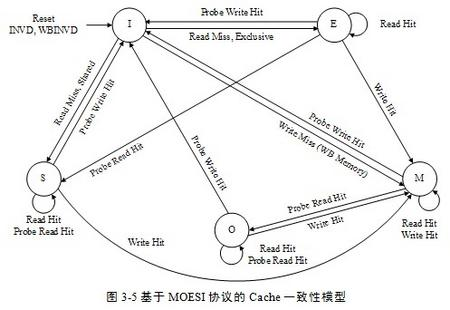 Reset
INVD, WBINVD
I
Probe Write Hit
Read Miss, Exclusive
E
Read Hit
Read Miss, Shared
Probe Write Hit
Probe Read Hit
Probe Write Hit
Probe Write Hit
Write Miss (WB Memory)
Write Hit
S
Read Hit
Probe Read Hit
Write Hit
O
Read Hit
Probe Read Hit
Probe Read Hit
Write Hit
M
Read Hit
Write Hit
图 3-5 基于 MOESI 协议的 Cache 一致性模型